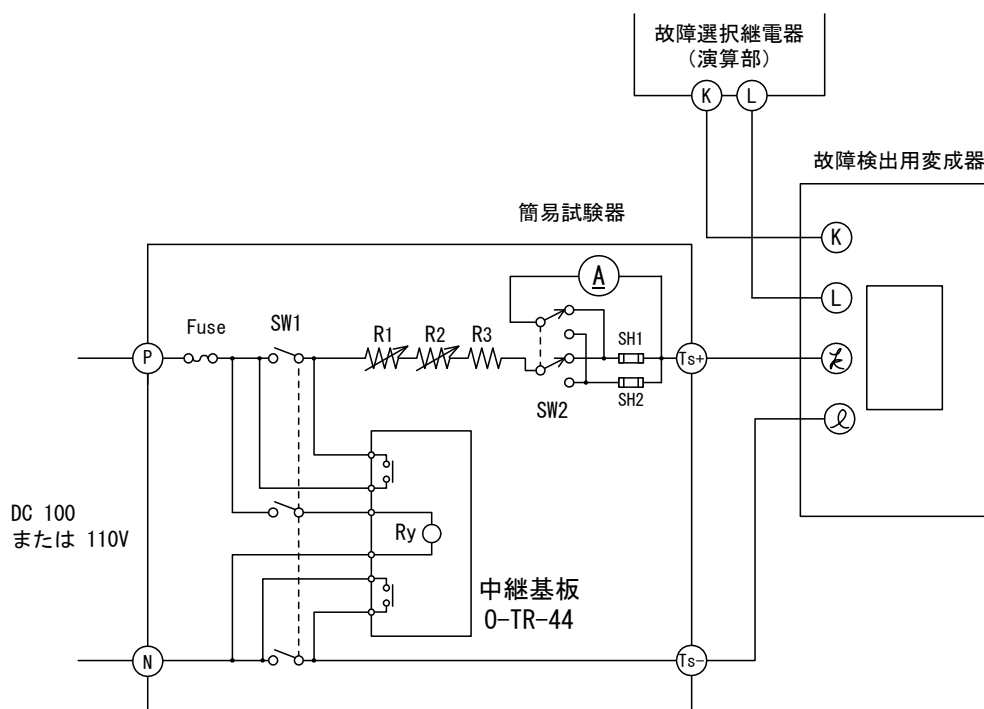 故障選択継電器
（演算部）
K
L
故障検出用変成器
簡易試験器
K
A
L
Fuse
SW1
R1
R2
R3
SH1
P
Ts+
k
SH2
SW2
ℓ
DC 100
または 110V
Ry
中継基板
O-TR-44
N
Ts-